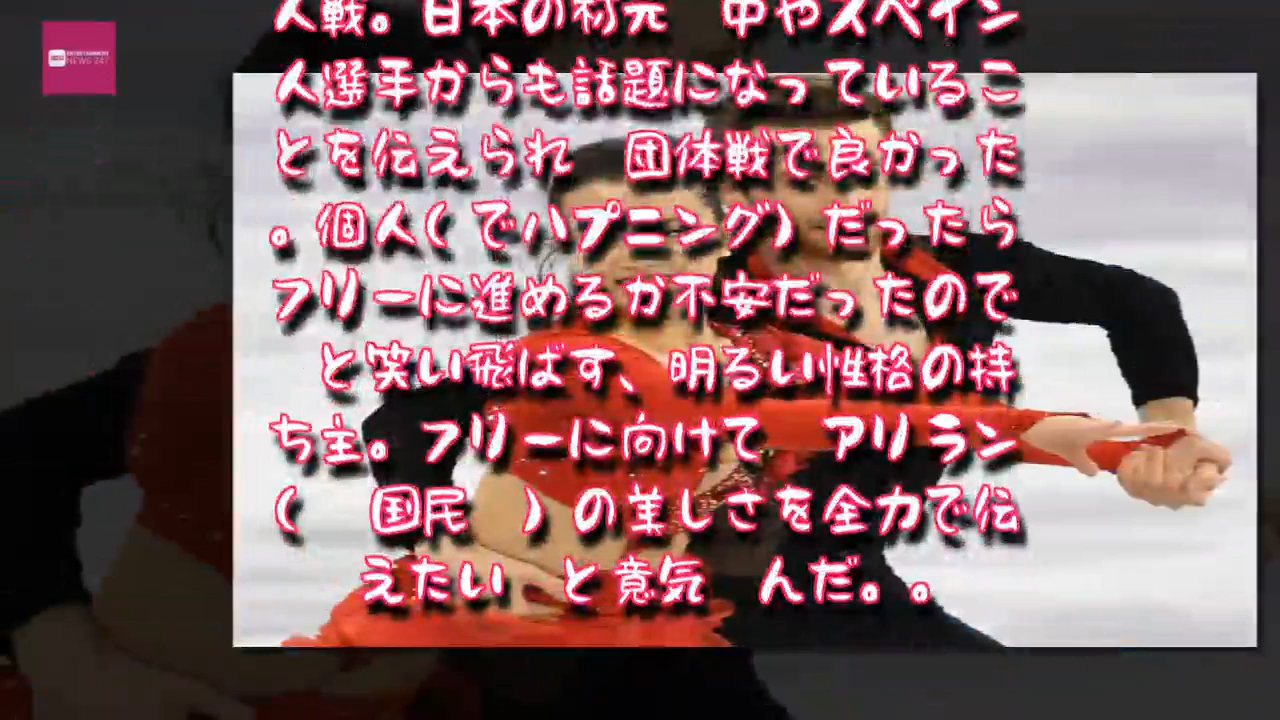 ENTERTAINMENT
NEWS 24/7
人戦。日本の村元　中やスペイン
人選手からも話題になっているこ
とを伝えられ　団体戦で良かった
。個人(でハプニング)だったら
フリーに進めるか不安だったので
と笑い飛ばす、明るい性格の持
ち主。フリーに向けて　アリラン
(　国民　)の美しさを全力で伝
えたい　と意気　んだ。。